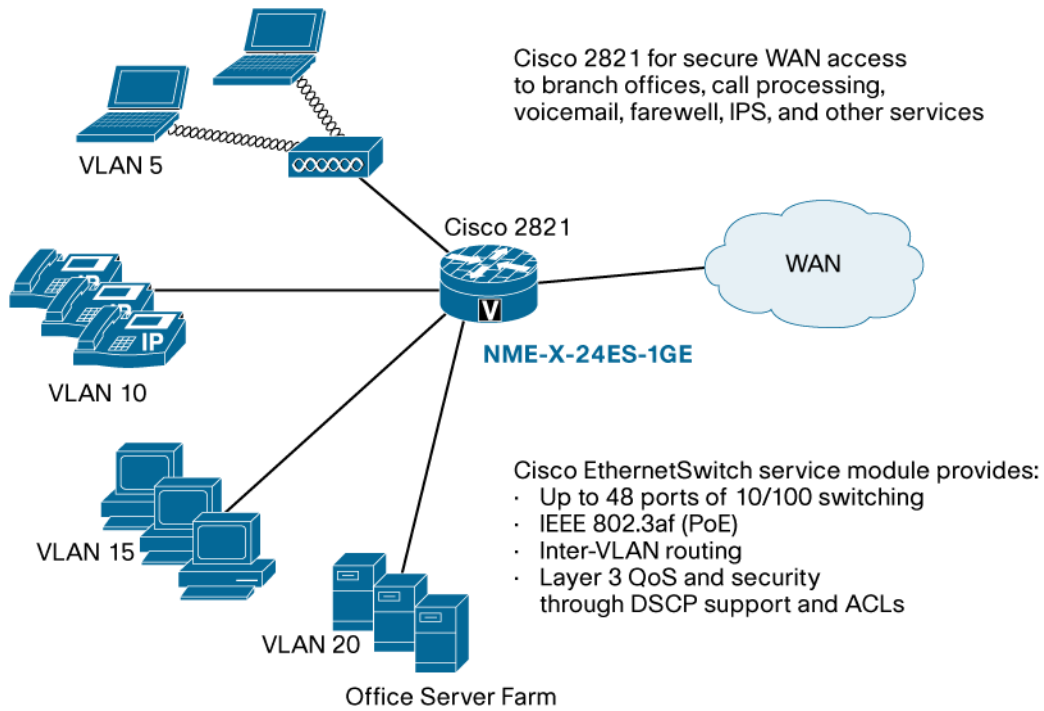 Cisco 2821 for secure WAN access
to branch offices, call processing,
voicemail, farewell, IPS, and other services
VLAN 5
Cisco 2821
WAN
V
NME-X-24ES-1GE
IP
VLAN 10
Cisco EthernetSwitch service module provides:
· Up to 48 ports of 10/100 switching
· IEEE 802.3af (PoE)
· Inter-VLAN routing
· Layer 3 QoS and security
through DSCP support and ACLs
VLAN 15
VLAN 20
Office Server Farm